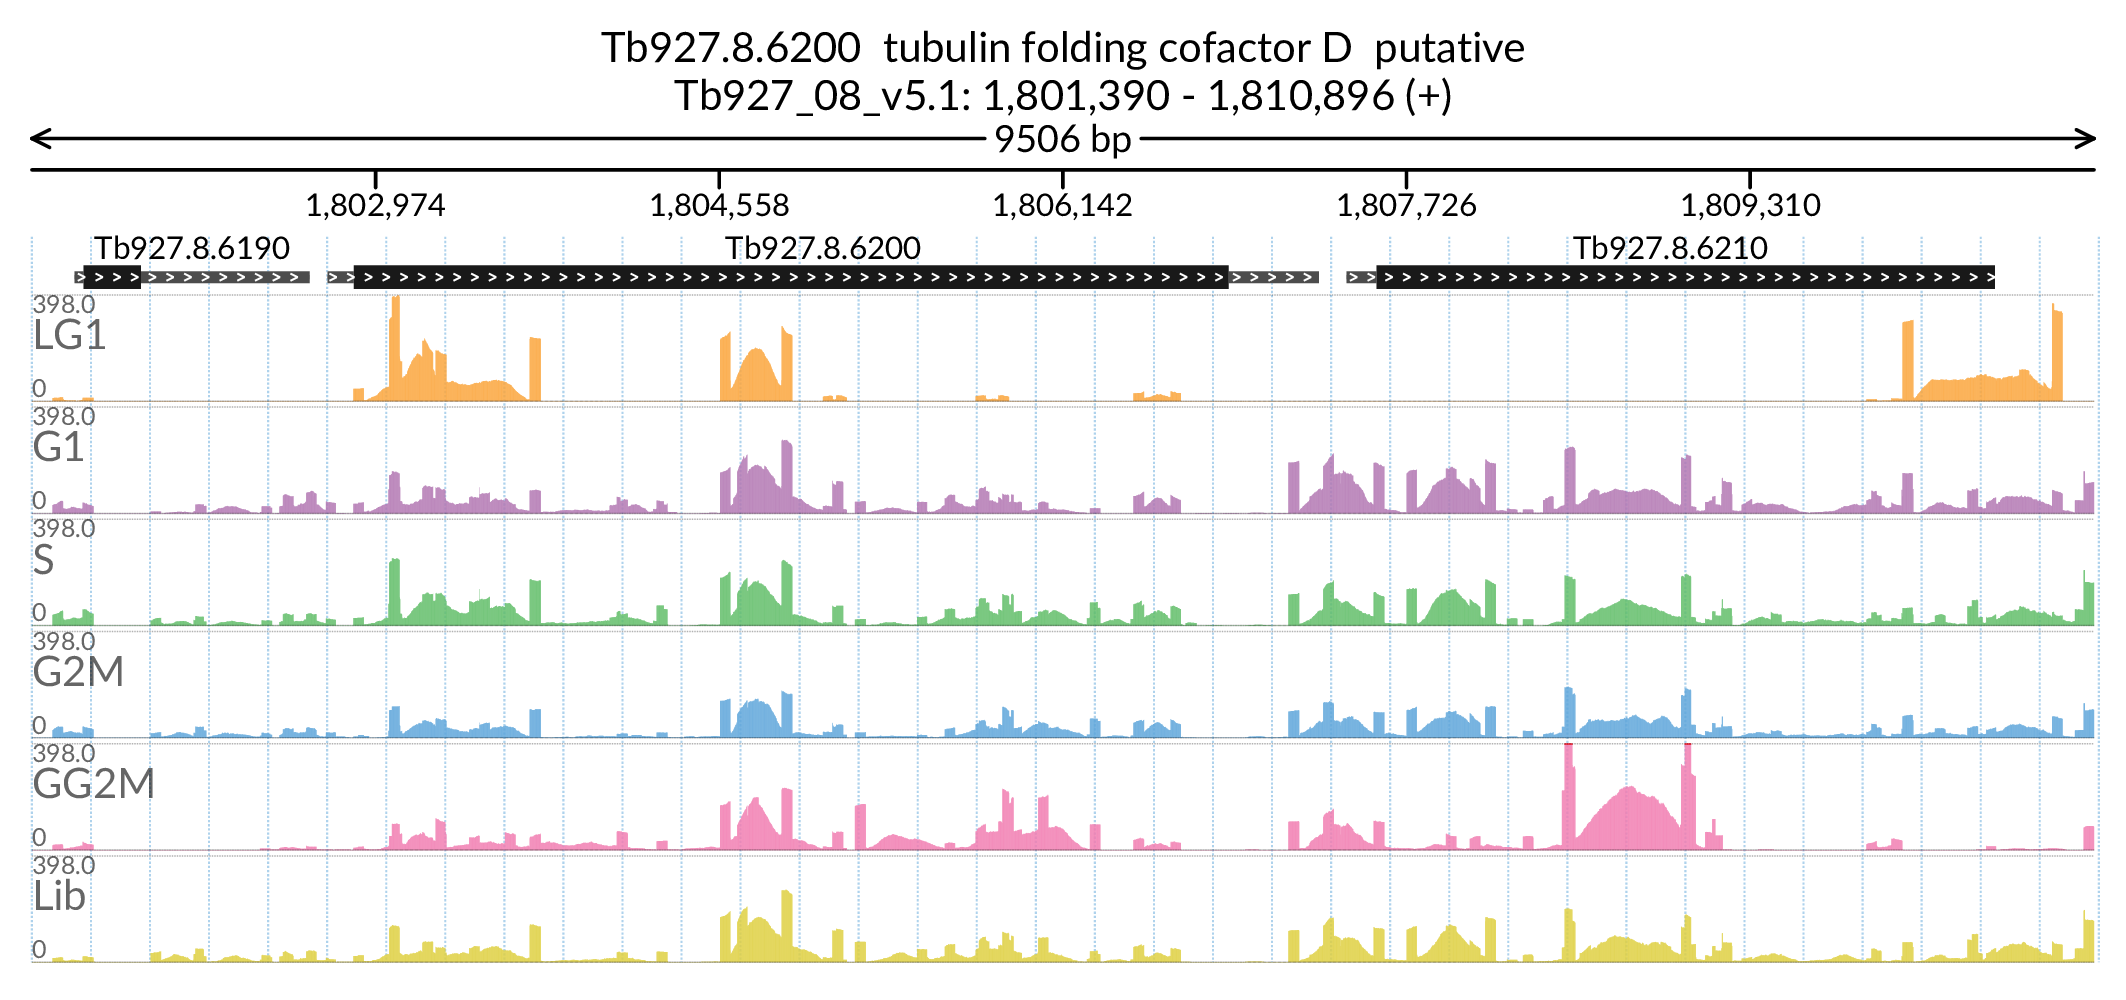 Tb927.8.6200  tubulin folding cofactor D  putative
Tb927_08_v5.1: 1,801,390 - 1,810,896 (+)
9506 bp
1,802,974 1,804,558 1,806,142 1,807,726 1,809,310
Tb927.8.6190 Tb927.8.6200 Tb927.8.6210
398.0
LG1
0
398.0
G1
0
398.0
S
0
398.0
G2M
0
398.0
GG2M
0
398.0
Lib
0